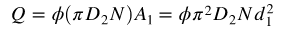 Q = ϕ(πD₂N)A₁ = ϕπ²D₂Nd₁²